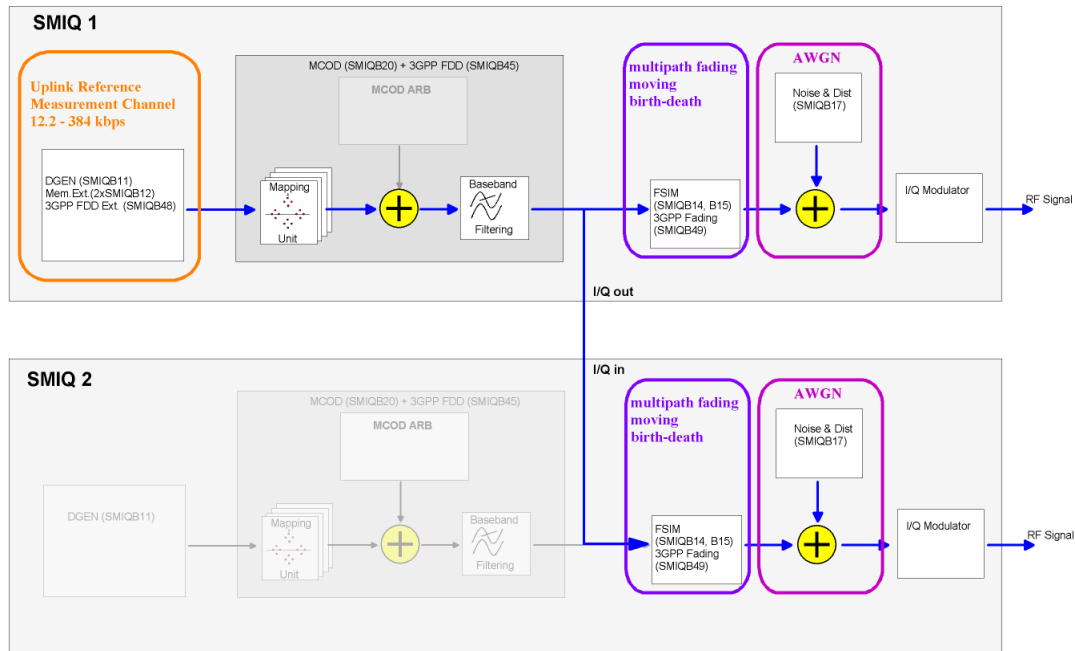 SMIQ 1
Uplink Reference
Measurement Channel
12.2 - 384 kbps
DGEN (SMIQB11)
Mem.Ext.(2xSMIQB12)
3GPP FDD Ext. (SMIQB48)
MCOD (SMIQB20) + 3GPP FDD (SMIQB45)
MCOD ARB
Mapping
Unit
Baseband
Filtering
multipath fading
moving
birth-death
FSIM
(SMIQB14, B15)
3GPP Fading
(SMIQB49)
AWGN
Noise & Dist
(SMIQB17)
I/Q Modulator
RF Signal
I/Q out
I/Q in
SMIQ 2
DGEN (SMIQB11)
MCOD (SMIQB20) + 3GPP FDD (SMIQB45)
MCOD ARB
Mapping
Unit
Baseband
Filtering
multipath fading
moving
birth-death
FSIM
(SMIQB14, B15)
3GPP Fading
(SMIQB49)
AWGN
Noise & Dist
(SMIQB17)
I/Q Modulator
RF Signal